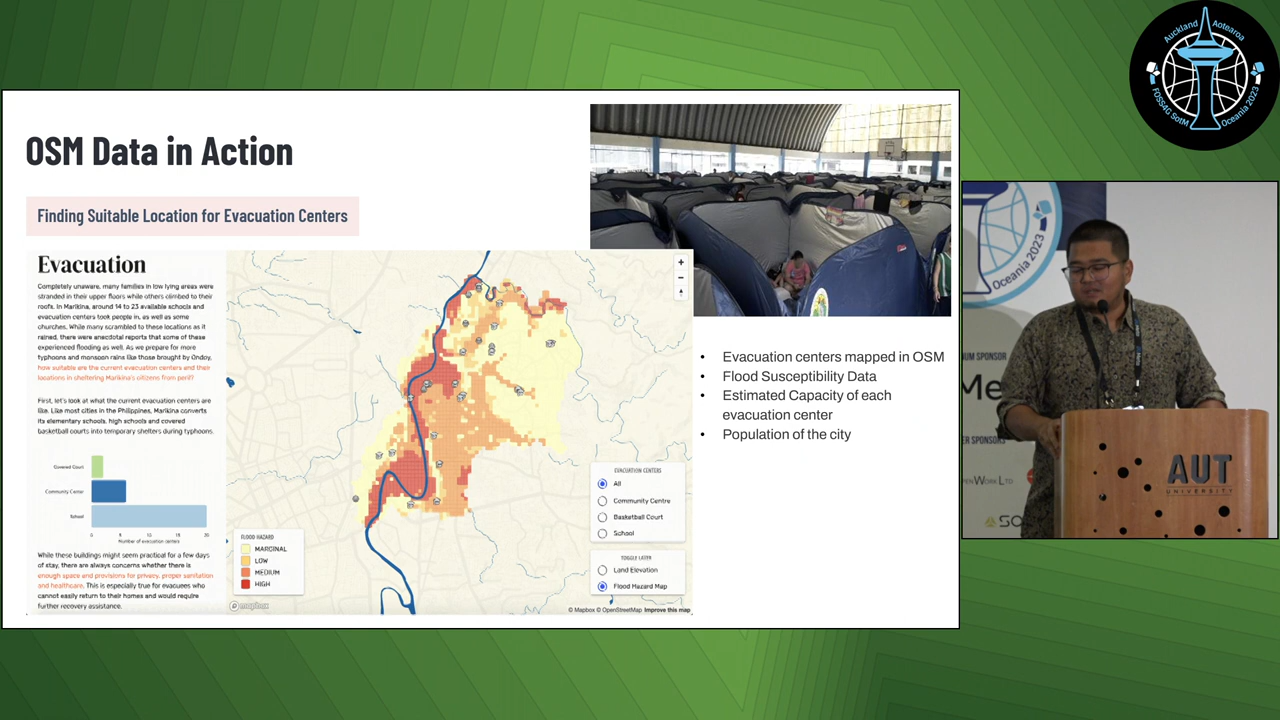 OSM Data in Action
Finding Suitable Location for Evacuation Centers
Evacuation
Completely unaware, many families in low lying areas were
stranded in their upper floors while others climbed to their
roofs. In Marikina, around 14 to 23 available schools and
evacuation centers took people in, as well as some
churches. While many scrambled to these locations as it
rained, there were anecdotal reports that some of these
experienced flooding as well. As we prepare for more
typhoons and monsoon rains like those brought by Ondoy,
how suitable are the current evacuation centers and their
locations in sheltering Marikina's citizens from peril?
First, let's look at what the current evacuation centers are
like. Like most cities in the Philippines, Marikina converts
its elementary schools, high schools and covered
basketball courts into temporary shelters during typhoons.
Covered Court
Community Center
School
Number of evacuation centers
While these buildings might seem practical for a few days
of stay, there are always concerns whether there is
enough space and provisions for privacy, proper sanitation
and healthcare. This is especially true for evacuees who
cannot easily return to their homes and would require
further recovery assistance.
FLOOD HAZARD
MARGINAL
LOW
MEDIUM
HIGH
mapbox
EVACUATION CENTERS
All
Community Centre
Basketball Court
School
TOGGLE LAYER
Land Elevation
Flood Hazard Map
© Mapbox © OpenStreetMap Improve this map
• Evacuation centers mapped in OSM
• Flood Susceptibility Data
• Estimated Capacity of each
evacuation center
• Population of the city
Auckland Aotearoa
FOSS4G SotM Oceania 2023
Oceania 2023
UM SPONSOR
Me
ER SPONSORS
PENWORK LTD
SO
AUT
UNIVERSITY